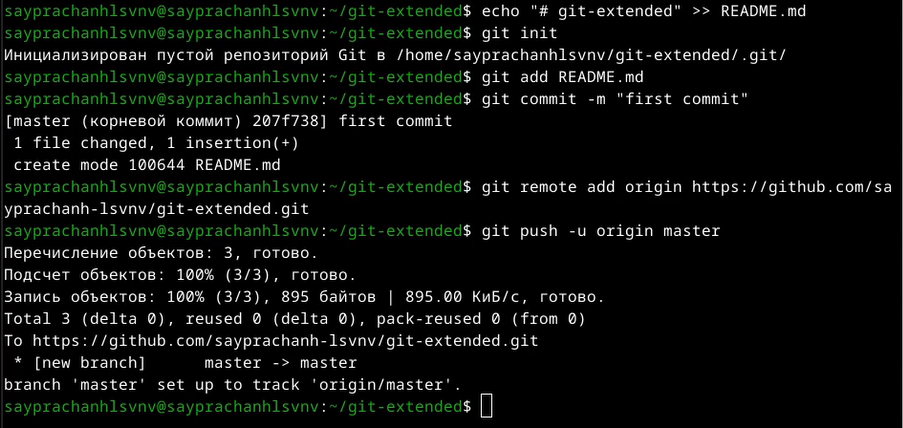 sayprachanhlsvnv@sayprachanhlsvnv:~/git-extended$ echo "# git-extended" >> README.md
sayprachanhlsvnv@sayprachanhlsvnv:~/git-extended$ git init
Инициализирован пустой репозиторий Git в /home/sayprachanhlsvnv/git-extended/.git/
sayprachanhlsvnv@sayprachanhlsvnv:~/git-extended$ git add README.md
sayprachanhlsvnv@sayprachanhlsvnv:~/git-extended$ git commit -m "first commit"
[master (корневой коммит) 207f738] first commit
 1 file changed, 1 insertion(+)
 create mode 100644 README.md
sayprachanhlsvnv@sayprachanhlsvnv:~/git-extended$ git remote add origin https://github.com/sa
yprachanh-lsvnv/git-extended.git
sayprachanhlsvnv@sayprachanhlsvnv:~/git-extended$ git push -u origin master
Перечисление объектов: 3, готово.
Подсчет объектов: 100% (3/3), готово.
Запись объектов: 100% (3/3), 895 байтов | 895.00 КиБ/с, готово.
Total 3 (delta 0), reused 0 (delta 0), pack-reused 0 (from 0)
To https://github.com/sayprachanh-lsvnv/git-extended.git
 * [new branch]      master -> master
branch 'master' set up to track 'origin/master'.
sayprachanhlsvnv@sayprachanhlsvnv:~/git-extended$